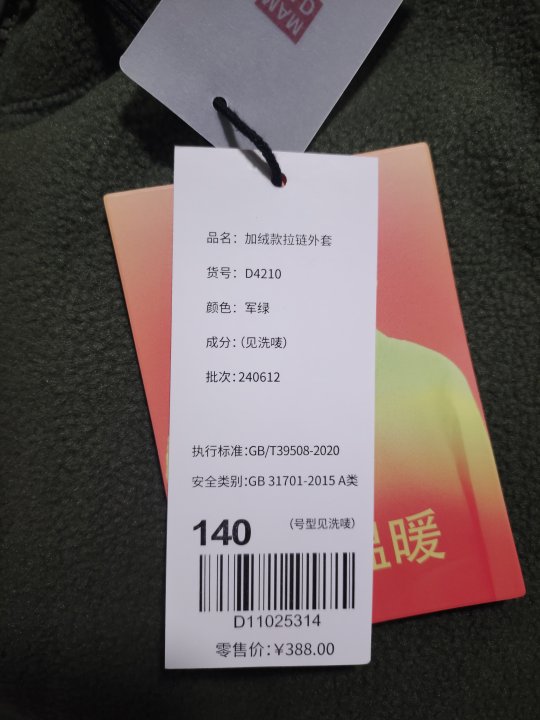 MAM
品名：加绒款拉链外套
货号：D4210
颜色：军绿
成分：（见洗唛）
批次：240612
执行标准：GB/T39508-2020
安全类别：GB 31701-2015 A类
140
（号型见洗唛）
D11025314
零售价：¥388.00
暖